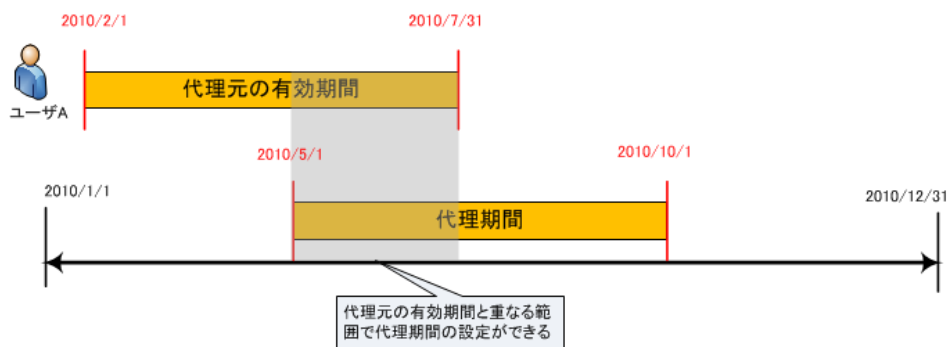 2010/2/1
2010/7/31
代理元の有効期間
ユーザA
2010/5/1
2010/10/1
2010/1/1
2010/12/31
代理期間
代理元の有効期間と重なる範
囲で代理期間の設定ができる